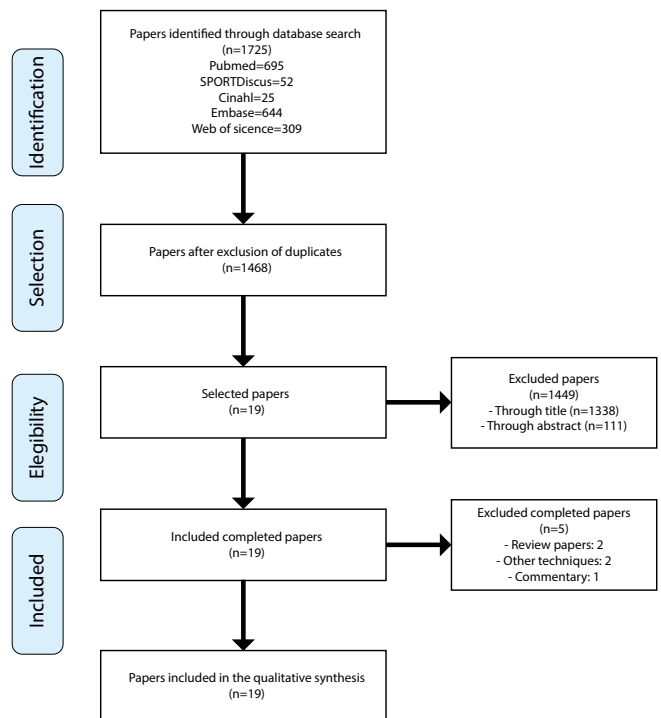 Identification
Papers identified through database search
(n=1725)
Pubmed=695
SPORTDiscus=52
Cinahl=25
Embase=644
Web of sicence=309
Selection
Papers after exclusion of duplicates
(n=1468)
Elegibility
Selected papers
(n=19)
Excluded papers
(n=1449)
- Through title (n=1338)
- Through abstract (n=111)
Included
Included completed papers
(n=19)
Excluded completed papers
(n=5)
- Review papers: 2
- Other techniques: 2
- Commentary: 1
Papers included in the qualitative synthesis
(n=19)